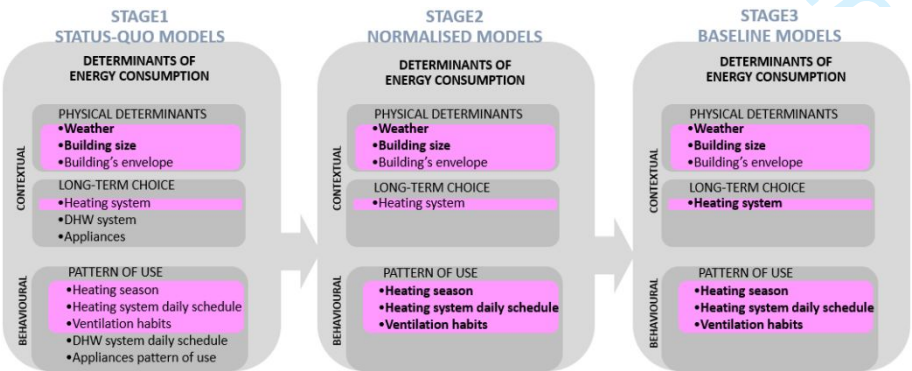 STAGE1
STATUS-QUO MODELS
DETERMINANTS OF
ENERGY CONSUMPTION
CONTEXTUAL
PHYSICAL DETERMINANTS
•Weather
•Building size
•Building's envelope
LONG-TERM CHOICE
•Heating system
•DHW system
•Appliances
BEHAVIOURAL
PATTERN OF USE
•Heating season
•Heating system daily schedule
•Ventilation habits
•DHW system daily schedule
•Appliances pattern of use
STAGE2
NORMALISED MODELS
DETERMINANTS OF
ENERGY CONSUMPTION
CONTEXTUAL
PHYSICAL DETERMINANTS
•Weather
•Building size
•Building's envelope
LONG-TERM CHOICE
•Heating system
BEHAVIOURAL
PATTERN OF USE
•Heating season
•Heating system daily schedule
•Ventilation habits
STAGE3
BASELINE MODELS
DETERMINANTS OF
ENERGY CONSUMPTION
CONTEXTUAL
PHYSICAL DETERMINANTS
•Weather
•Building size
•Building's envelope
LONG-TERM CHOICE
•Heating system
BEHAVIOURAL
PATTERN OF USE
•Heating season
•Heating system daily schedule
•Ventilation habits